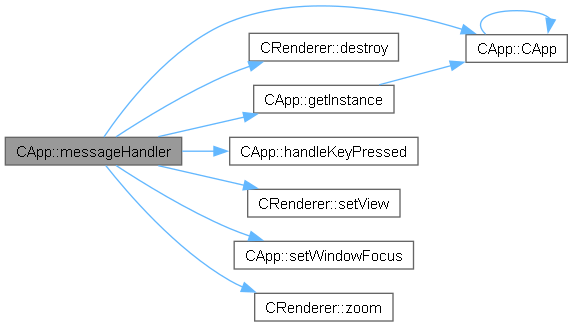 CApp::messageHandler
CRenderer::destroy
CApp::CApp
CApp::getInstance
CApp::handleKeyPressed
CRenderer::setView
CApp::setWindowFocus
CRenderer::zoom